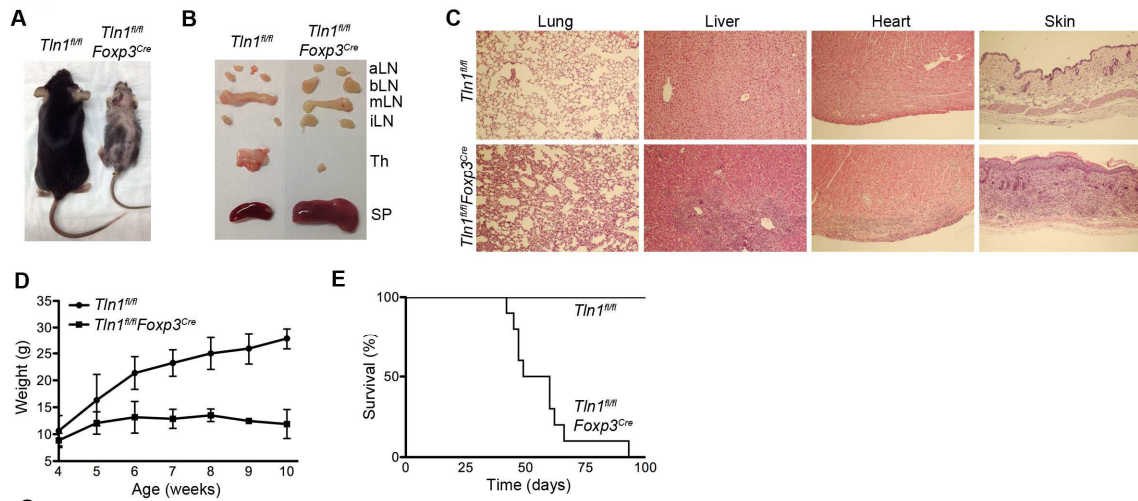 A
Tln1fl/fl
Tln1fl/fl
Foxp3Cre
B
Tln1fl/fl
Tln1fl/fl
Foxp3Cre
aLN
bLN
mLN
iLN
Th
SP
C
Lung Liver Heart Skin
Tln1fl/fl
Tln1fl/flFoxp3Cre
D
Tln1fl/fl
Tln1fl/flFoxp3Cre
Weight (g)
35
30
25
20
15
10
5
4 5 6 7 8 9 10
Age (weeks)
E
Tln1fl/fl
Tln1fl/fl
Foxp3Cre
Survival (%)
100
50
0
0 25 50 75 100
Time (days)